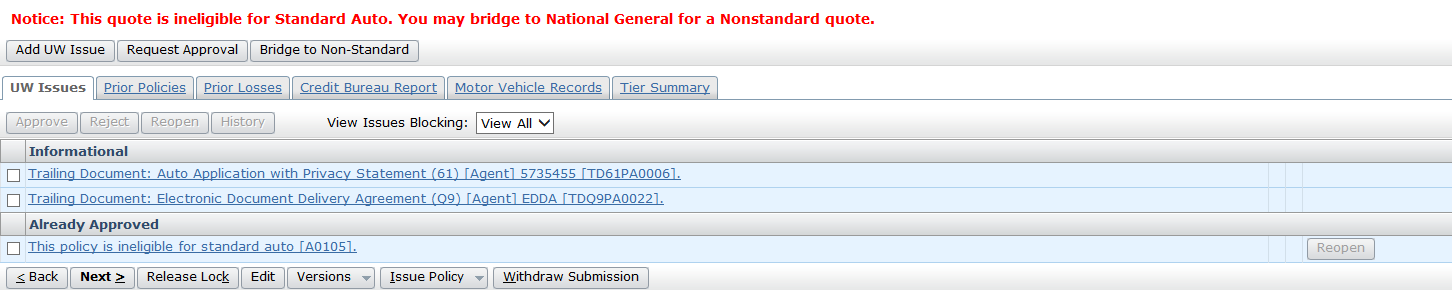 Notice: This quote is ineligible for Standard Auto. You may bridge to National General for a Nonstandard quote.
Add UW Issue Request Approval Bridge to Non-Standard
UW Issues Prior Policies Prior Losses Credit Bureau Report Motor Vehicle Records Tier Summary
Approve Reject Reopen History View Issues Blocking: View All
Informational
Trailing Document: Auto Application with Privacy Statement (61) [Agent] 5735455 [TD61PA0006].
Trailing Document: Electronic Document Delivery Agreement (Q9) [Agent] EDDA [TDQ9PA0022].
Already Approved
This policy is ineligible for standard auto [A0105]. Reopen
< Back Next > Release Lock Edit Versions Issue Policy Withdraw Submission